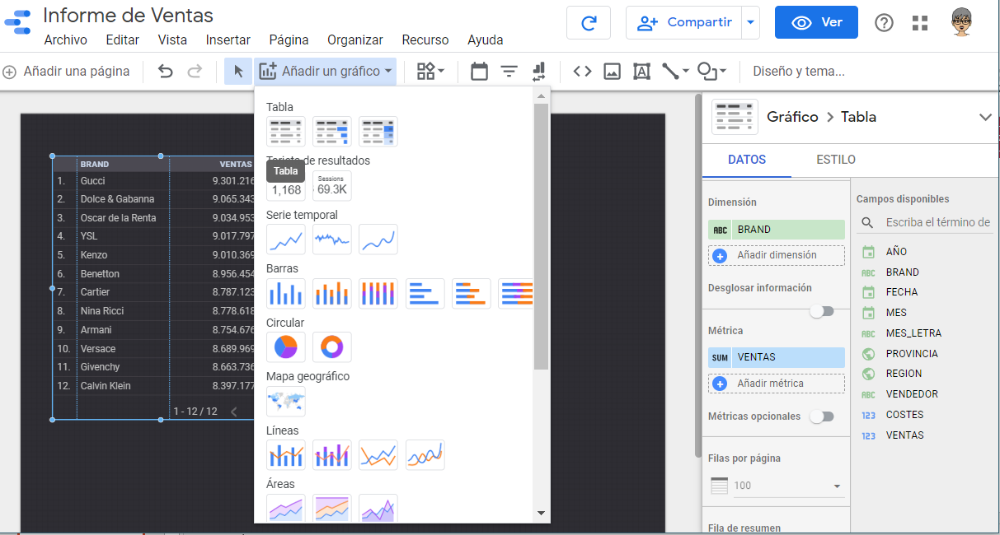 Informe de Ventas
Archivo Editar Vista Insertar Página Organizar Recurso Ayuda
Compartir
Ver
Añadir una página
Añadir un gráfico
Diseño y tema...
BRAND VENTAS
1. Gucci 9.301.216
2. Dolce & Gabanna 9.065.343
3. Oscar de la Renta 9.034.953
4. YSL 9.017.797
5. Kenzo 9.010.369
6. Benetton 8.956.454
7. Cartier 8.787.123
8. Nina Ricci 8.778.618
9. Armani 8.754.676
10. Versace 8.689.969
11. Givenchy 8.663.736
12. Calvin Klein 8.397.177
1 - 12 / 12
Tabla
Tarjeta de resultados
Tabla
1,168
Sessions
69.3K
Serie temporal
Barras
Circular
Mapa geográfico
Líneas
Áreas
Gráfico > Tabla
DATOS ESTILO
Dimensión
ABC BRAND
Añadir dimensión
Desglosar información
Métrica
SUM VENTAS
Añadir métrica
Métricas opcionales
Filas por página
100
Fila de resumen
Campos disponibles
Escriba el término de
AÑO
ABC BRAND
FECHA
MES
ABC MES_LETRA
PROVINCIA
REGION
ABC VENDEDOR
123 COSTES
123 VENTAS